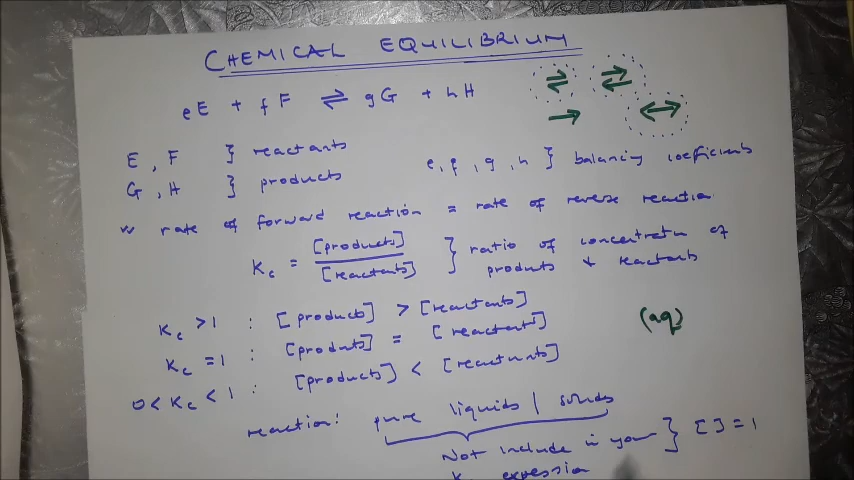 CHEMICAL EQUILIBRIUM
eE + fF ⇌ gG + hH
⇌ ⇌
→ ↔
E, F } reactants
G, H } products
e, f, g, h } balancing coefficients
rate of forward reaction = rate of reverse reaction
Kc = [products] / [reactants] } ratio of concentration of
products & reactants
Kc > 1 : [products] > [reactants]
Kc = 1 : [products] = [reactants]
0 < Kc < 1 : [products] < [reactants]
(aq)
reaction: pure liquids / solids
Not include in your } [ ] = 1
expression